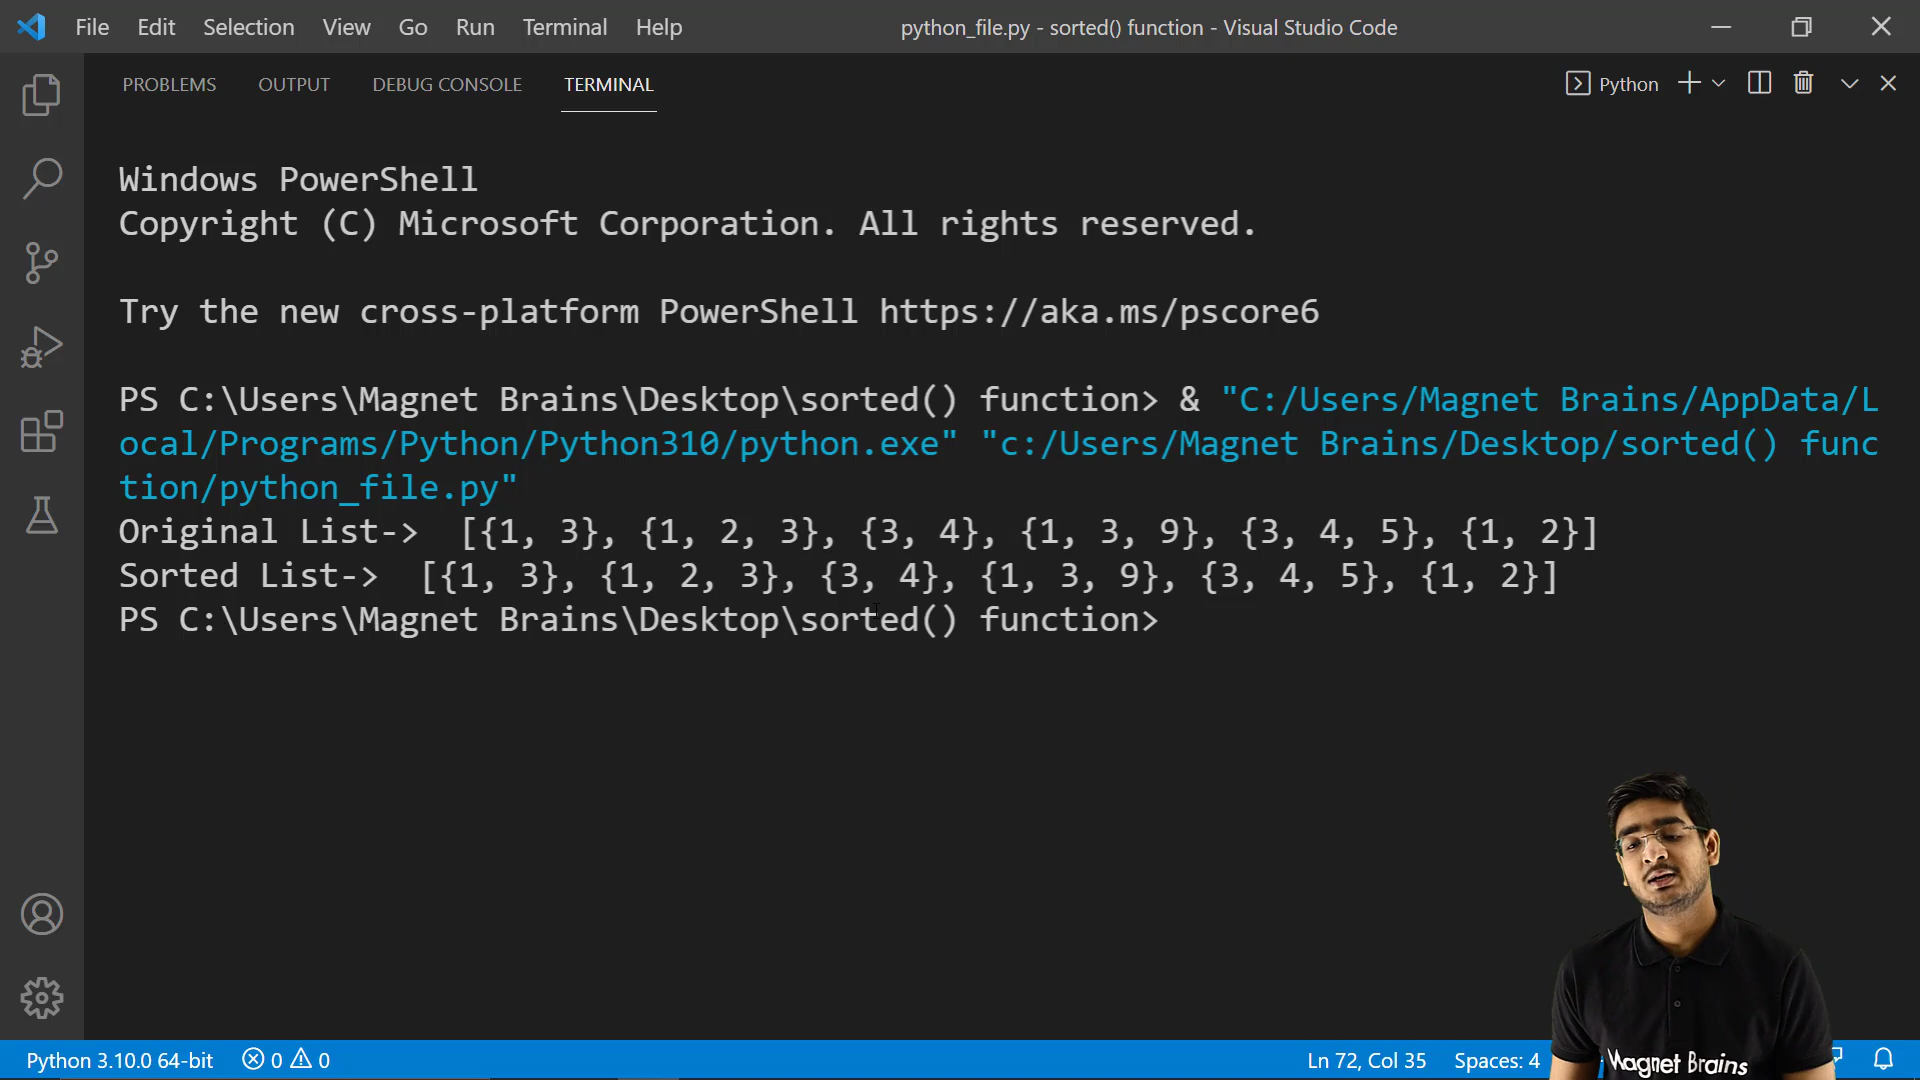 File Edit Selection View Go Run Terminal Help python_file.py - sorted() function - Visual Studio Code
PROBLEMS OUTPUT DEBUG CONSOLE TERMINAL Python
Windows PowerShell
Copyright (C) Microsoft Corporation. All rights reserved.
Try the new cross-platform PowerShell https://aka.ms/pscore6
PS C:\Users\Magnet Brains\Desktop\sorted() function> & "C:/Users/Magnet Brains/AppData/L
ocal/Programs/Python/Python310/python.exe" "c:/Users/Magnet Brains/Desktop/sorted() func
tion/python_file.py"
Original List-> [{1, 3}, {1, 2, 3}, {3, 4}, {1, 3, 9}, {3, 4, 5}, {1, 2}]
Sorted List-> [{1, 3}, {1, 2, 3}, {3, 4}, {1, 3, 9}, {3, 4, 5}, {1, 2}]
PS C:\Users\Magnet Brains\Desktop\sorted() function>
Python 3.10.0 64-bit 0 0 Ln 72, Col 35 Spaces: 4
Magnet Brains